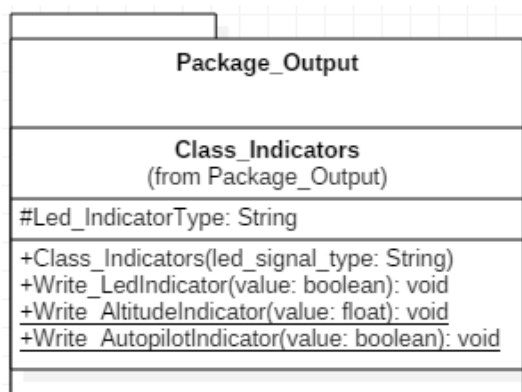 Package_Output
Class_Indicators
(from Package_Output)
#Led_IndicatorType: String
+Class_Indicators(led_signal_type: String)
+Write_LedIndicator(value: boolean): void
+Write_AltitudeIndicator(value: float): void
+Write_AutopilotIndicator(value: boolean): void